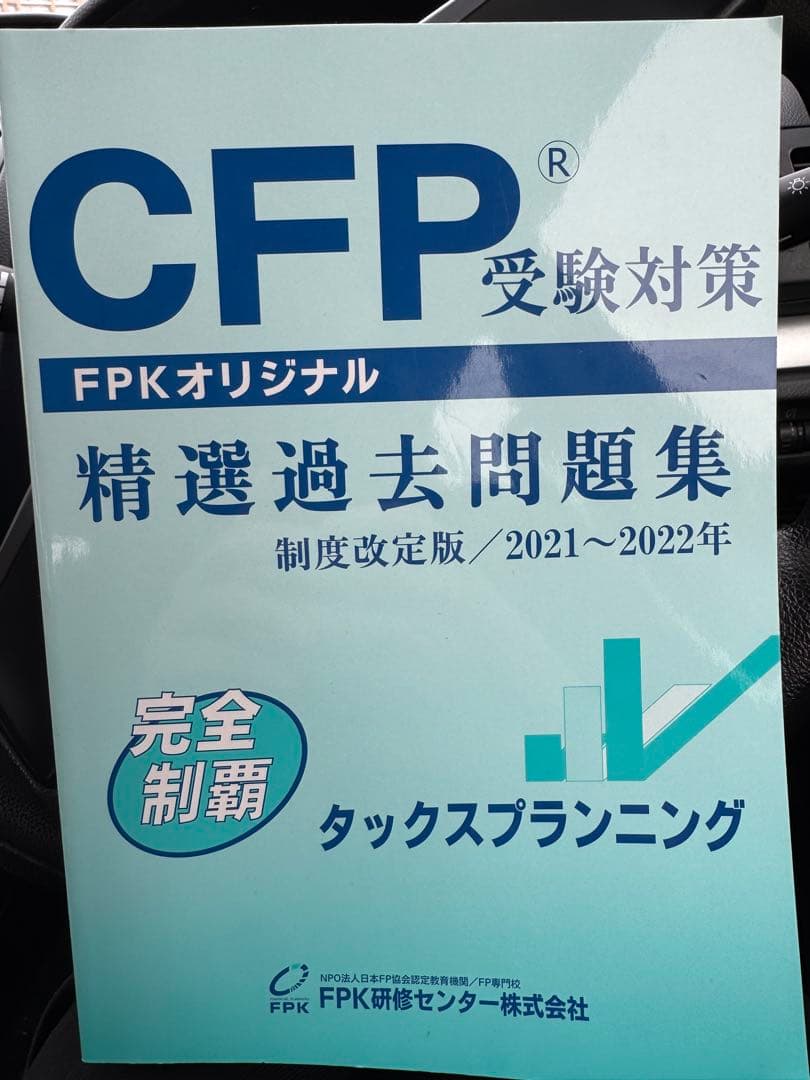 CFP®
受験対策
FPKオリジナル
精選過去問題集
制度改定版／2021～2022年
完全
制覇
タックスプランニング
NPO法人日本FP協会認定教育機関／FP専門校
FPK
FPK研修センター株式会社